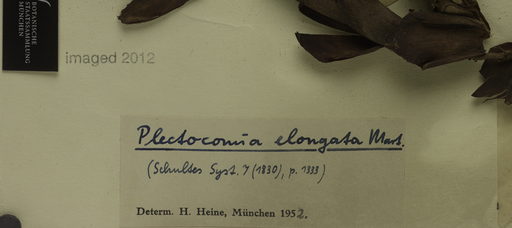 BOTANISCHE
STAATSSAMMLUNG
MÜNCHEN
imaged 2012
Plectocomia elongata Mart.
(Schultes Syst. 7 (1830), p. 1333)
Determ. H. Heine, München 1952.